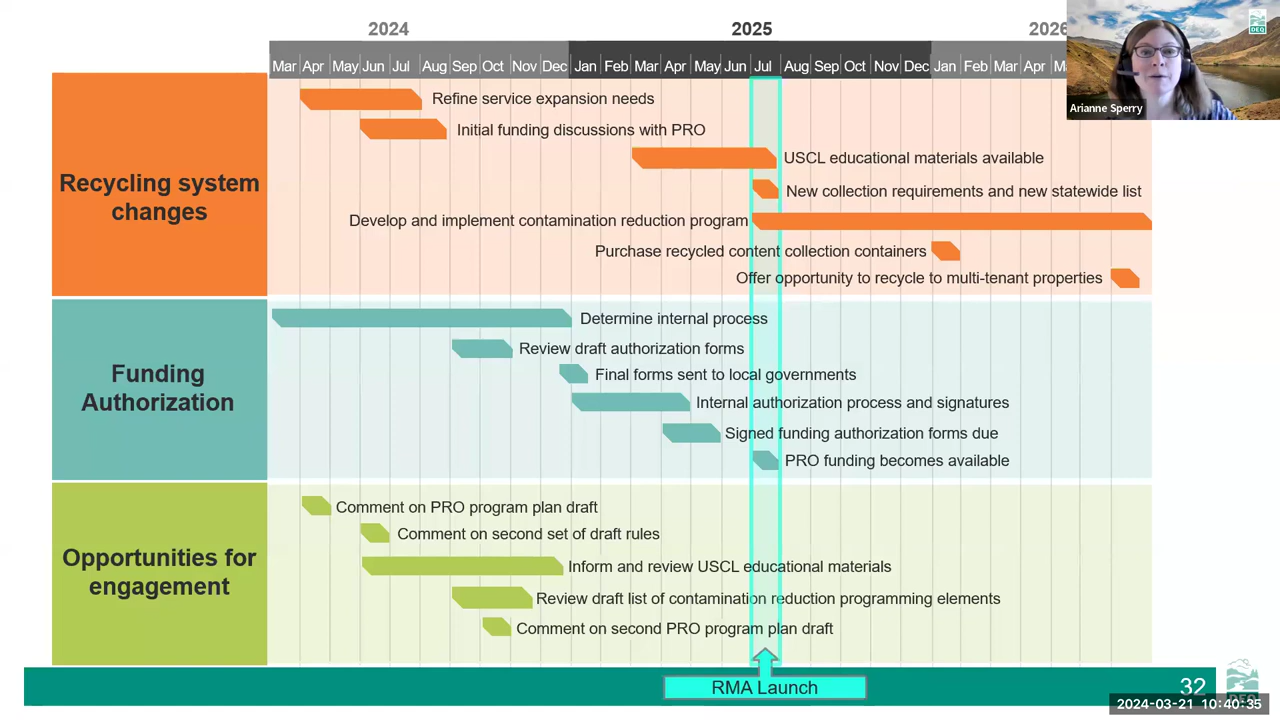 2024
2025
2026
Mar Apr May Jun Jul Aug Sep Oct Nov Dec Jan Feb Mar Apr May Jun Jul Aug Sep Oct Nov Dec Jan Feb Mar Apr
Arianne Sperry
DEQ
Recycling system
changes
Refine service expansion needs
Initial funding discussions with PRO
USCL educational materials available
New collection requirements and new statewide list
Develop and implement contamination reduction program
Purchase recycled content collection containers
Offer opportunity to recycle to multi-tenant properties
Funding
Authorization
Determine internal process
Review draft authorization forms
Final forms sent to local governments
Internal authorization process and signatures
Signed funding authorization forms due
PRO funding becomes available
Opportunities for
engagement
Comment on PRO program plan draft
Comment on second set of draft rules
Inform and review USCL educational materials
Review draft list of contamination reduction programming elements
Comment on second PRO program plan draft
RMA Launch
32
DEQ
2024-03-21 10:40:35